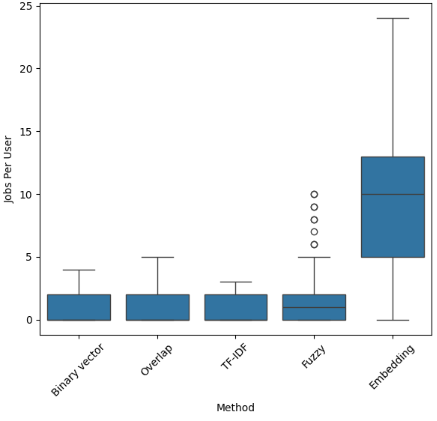 25
20
15
10
5
0
Jobs Per User
Binary vector
Overlap
TF-IDF
Fuzzy
Embedding
Method